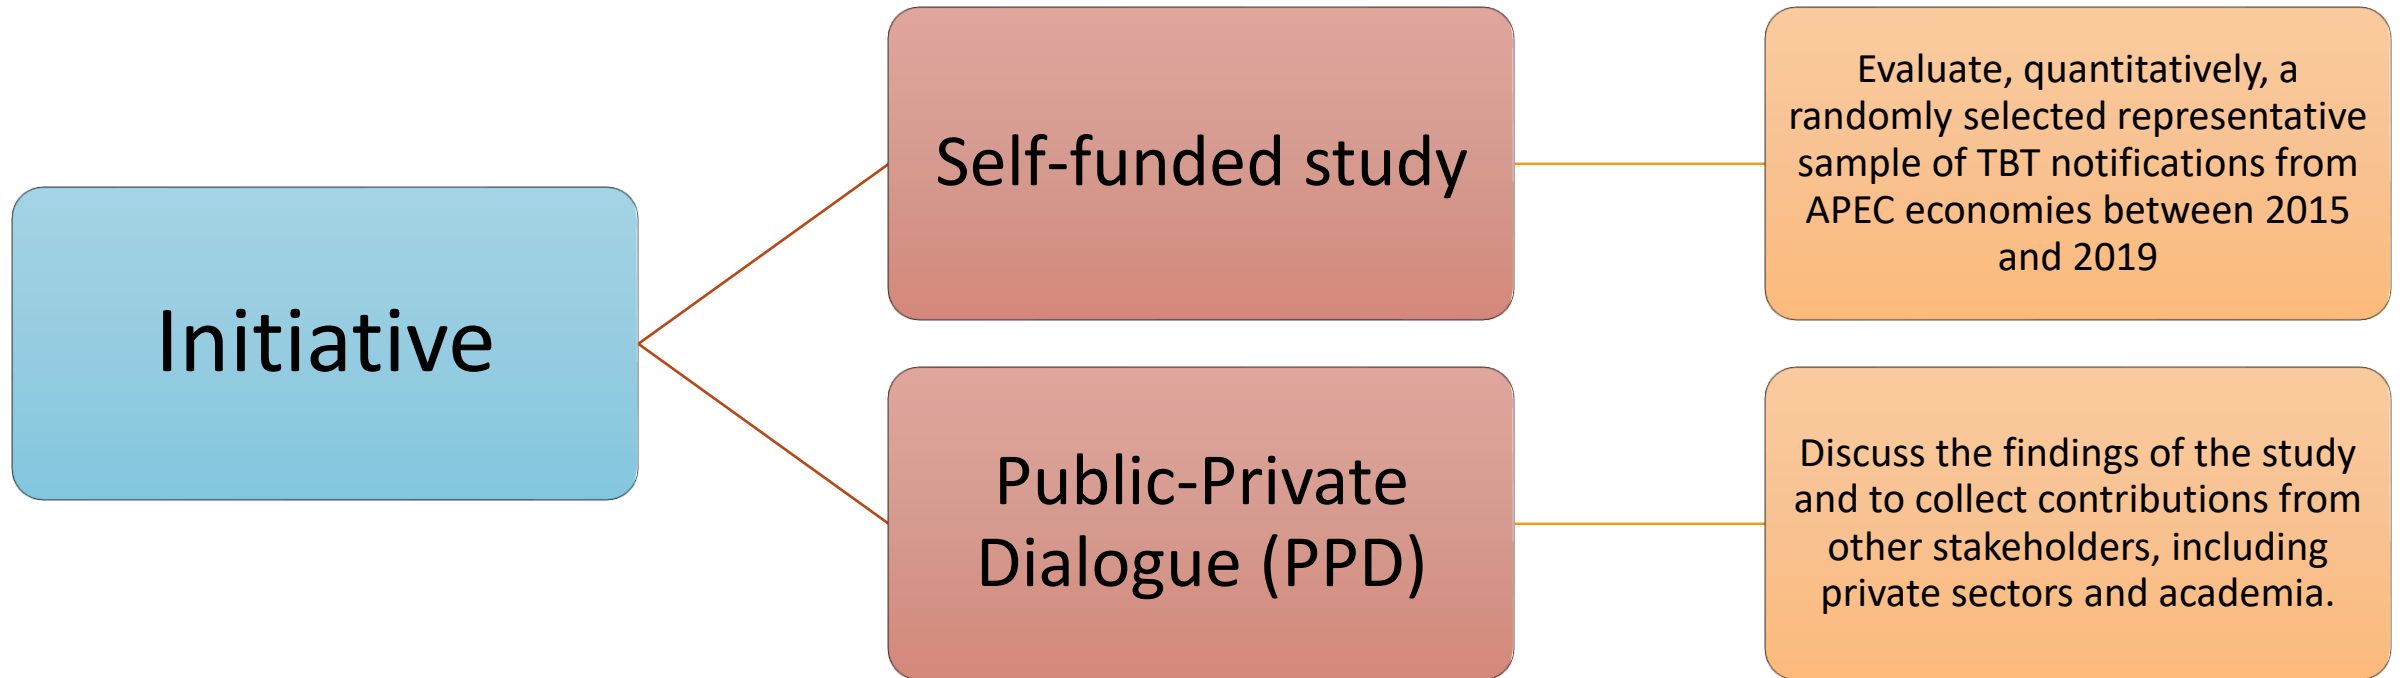 Initiative
Self-funded study
Evaluate, quantitatively, a
randomly selected representative
sample of TBT notifications from
APEC economies between 2015
and 2019
Public-Private
Dialogue (PPD)
Discuss the findings of the study
and to collect contributions from
other stakeholders, including
private sectors and academia.